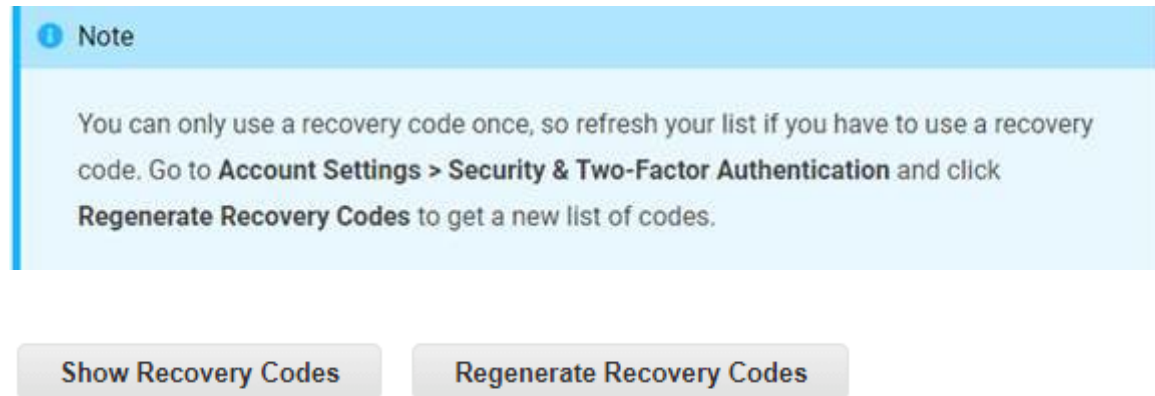 Note
You can only use a recovery code once, so refresh your list if you have to use a recovery
code. Go to Account Settings > Security & Two-Factor Authentication and click
Regenerate Recovery Codes to get a new list of codes.
Show Recovery Codes Regenerate Recovery Codes